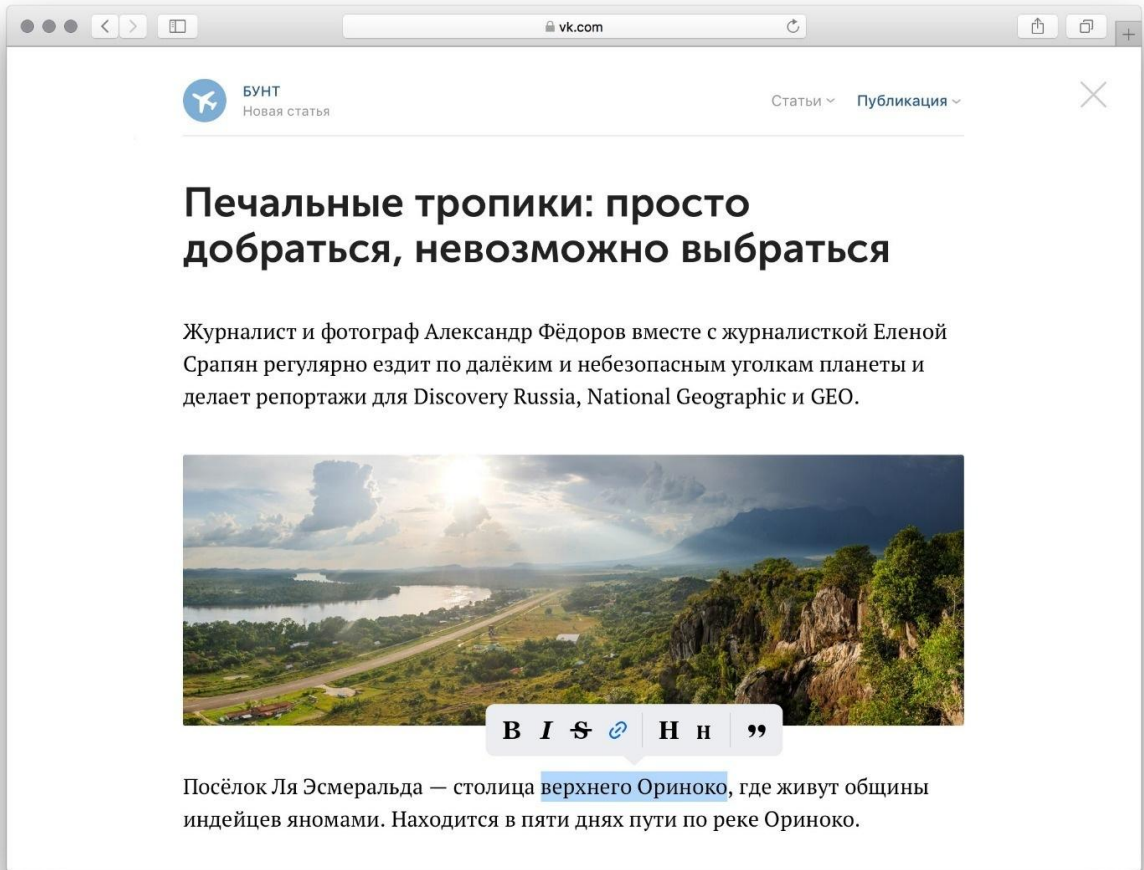 vk.com
БУНТ
Новая статья
Статьи
Публикация
Печальные тропики: просто
добраться, невозможно выбраться
Журналист и фотограф Александр Фёдоров вместе с журналисткой Еленой
Срапян регулярно ездит по далёким и небезопасным уголкам планеты и
делает репортажи для Discovery Russia, National Geographic и GEO.
B I S H H ”
Посёлок Ля Эсмеральда — столица верхнего Ориноко, где живут общины
индейцев яномами. Находится в пяти днях пути по реке Ориноко.